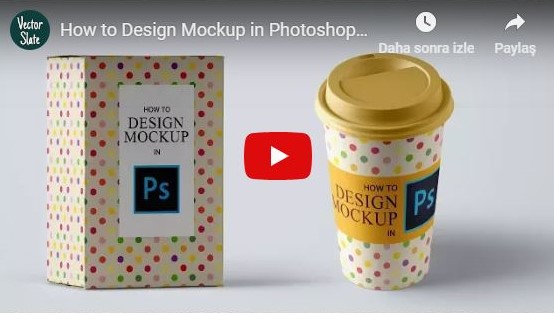 Vector
Slate
How to Design Mockup in Photoshop...
Daha sonra izle
Paylaş
HOW TO
DESIGN
MOCKUP
IN
Ps
HOW TO
DESIGN
MOCKUP
IN
Ps